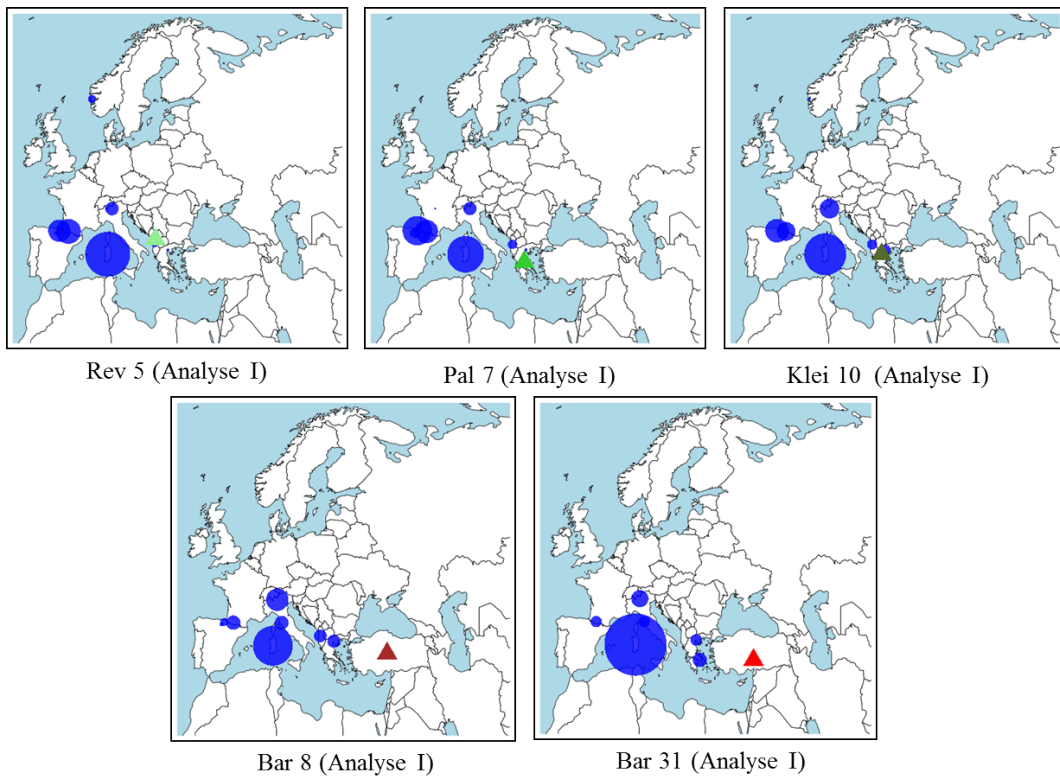 Rev 5 (Analyse I)
Pal 7 (Analyse I)
Klei 10 (Analyse I)
Bar 8 (Analyse I)
Bar 31 (Analyse I)